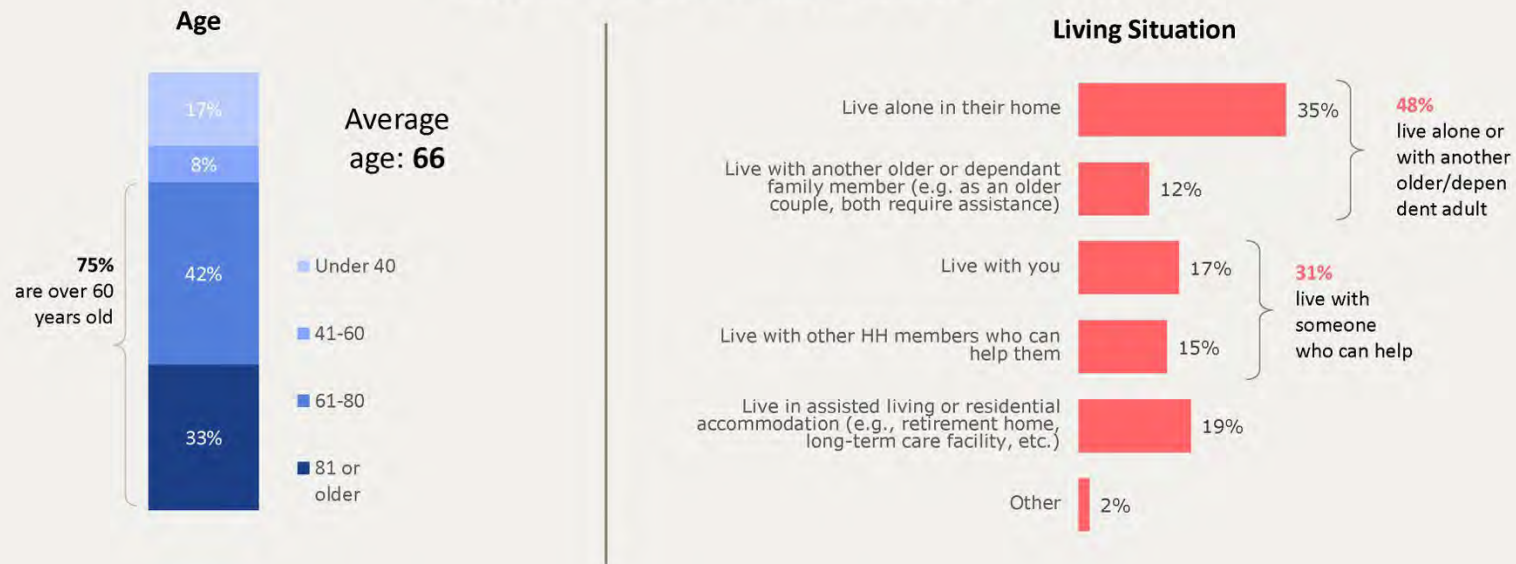 Age
17%
8%
42%
33%
Average
age: 66
75%
are over 60
years old
Under 40
41-60
61-80
81 or
older
Living Situation
Live alone in their home
35%
Live with another older or dependant
family member (e.g. as an older
couple, both require assistance)
12%
48%
live alone or
with another
older/depen
dent adult
Live with you
17%
Live with other HH members who can
help them
15%
31%
live with
someone
who can help
Live in assisted living or residential
accommodation (e.g., retirement home,
long-term care facility, etc.)
19%
Other
2%